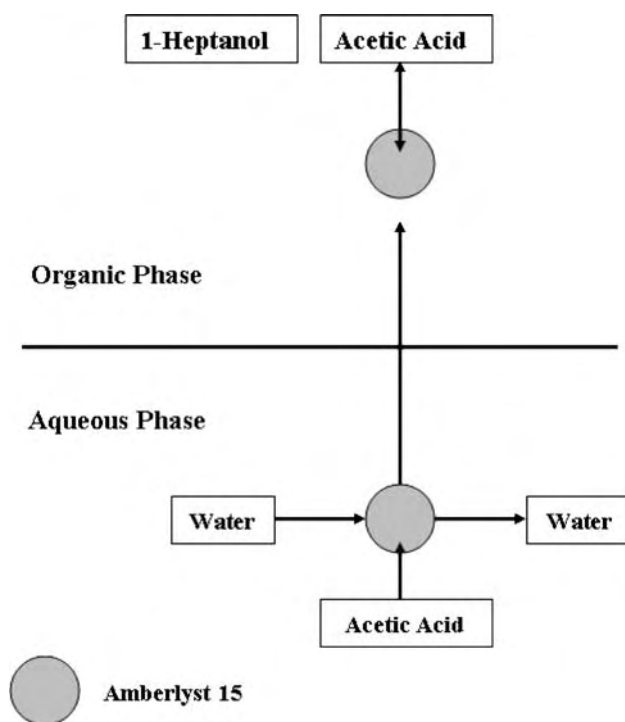 1-Heptanol
Acetic Acid
Organic Phase
Aqueous Phase
Water
Water
Acetic Acid
Amberlyst 15